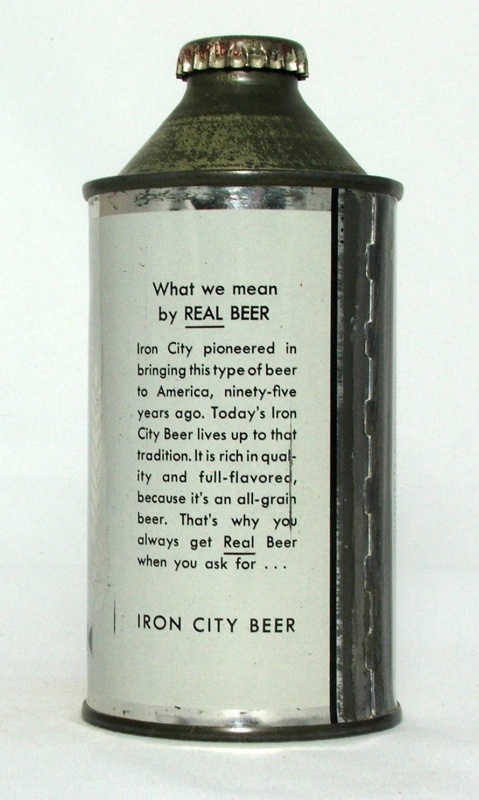 What we mean
by REAL BEER
Iron City pioneered in
bringing this type of beer
to America, ninety-five
years ago. Today's Iron
City Beer lives up to that
tradition. It is rich in qual-
ity and full-flavored,
because it's an all-grain
beer. That's why you
always get Real Beer
when you ask for ...
IRON CITY BEER